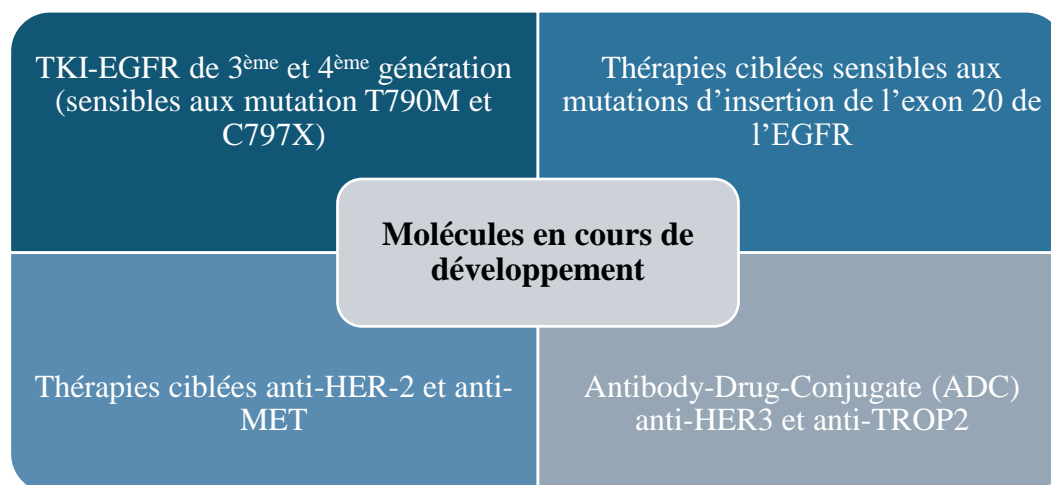 TKI-EGFR de 3ème et 4ème génération
(sensibles aux mutation T790M et
C797X)
Thérapies ciblées sensibles aux
mutations d'insertion de l'exon 20 de
l'EGFR
Molécules en cours de
développement
Thérapies ciblées anti-HER-2 et anti-
MET
Antibody-Drug-Conjugate (ADC)
anti-HER3 et anti-TROP2